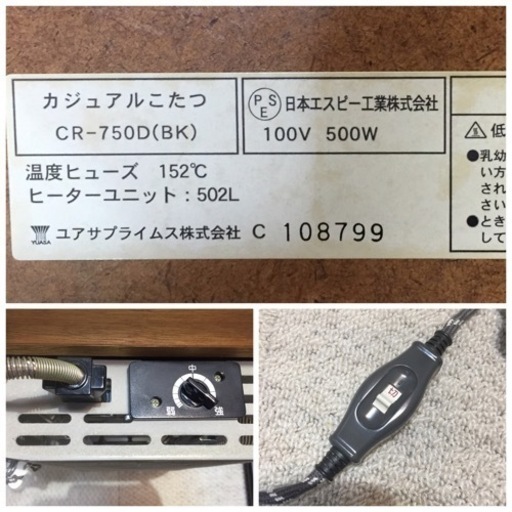 カジュアルこたつ
CR-750D(BK)
PSE 日本エスピー工業株式会社
100V 500W
温度ヒューズ 152℃
ヒーターユニット：502L
YUASA ユアサプライムス株式会社 C 108799
⚠低
●乳幼
い方
され
さい
●とき
して
中
弱 強